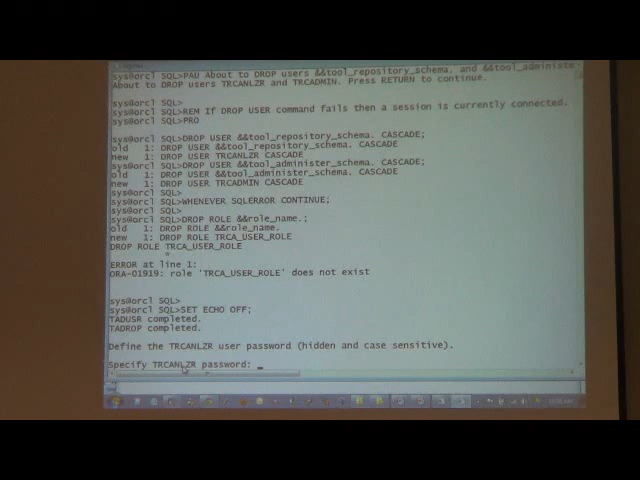 sys@orcl SQL>PAU About to DROP users &&tool_repository_schema. and &&tool_administe
About to DROP users TRCANLZR and TRCADMIN. Press RETURN to continue.
sys@orcl SQL>
sys@orcl SQL>REM If DROP USER command fails then a session is currently connected.
sys@orcl SQL>PRO
sys@orcl SQL>DROP USER &&tool_repository_schema. CASCADE;
old 1: DROP USER &&tool_repository_schema. CASCADE
new 1: DROP USER TRCANLZR CASCADE
sys@orcl SQL>DROP USER &&tool_administer_schema. CASCADE;
old 1: DROP USER &&tool_administer_schema. CASCADE
new 1: DROP USER TRCADMIN CASCADE
sys@orcl SQL>
sys@orcl SQL>WHENEVER SQLERROR CONTINUE;
sys@orcl SQL>
sys@orcl SQL>DROP ROLE &&role_name.;
old 1: DROP ROLE &&role_name.
new 1: DROP ROLE TRCA_USER_ROLE
DROP ROLE TRCA_USER_ROLE
*
ERROR at line 1:
ORA-01919: role 'TRCA_USER_ROLE' does not exist
sys@orcl SQL>
sys@orcl SQL>SET ECHO OFF;
TADUSR completed.
TADROP completed.
Define the TRCANLZR user password (hidden and case sensitive).
Specify TRCANLZR password: _